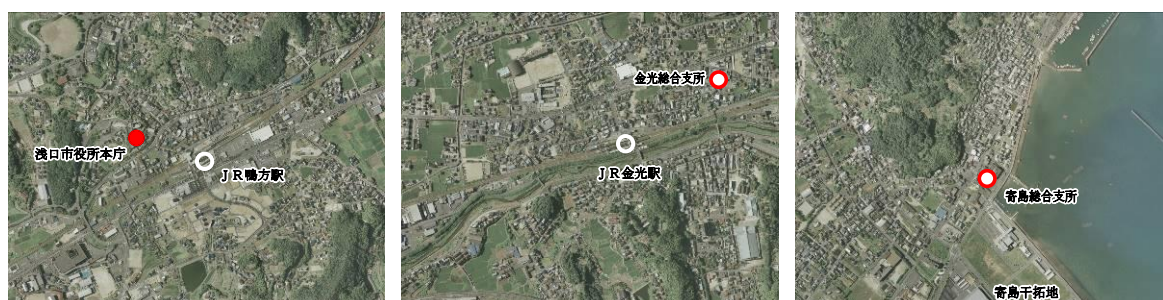 浅口市役所本庁
ＪＲ鴨方駅
金光総合支所
ＪＲ金光駅
寄島総合支所
寄島干拓地